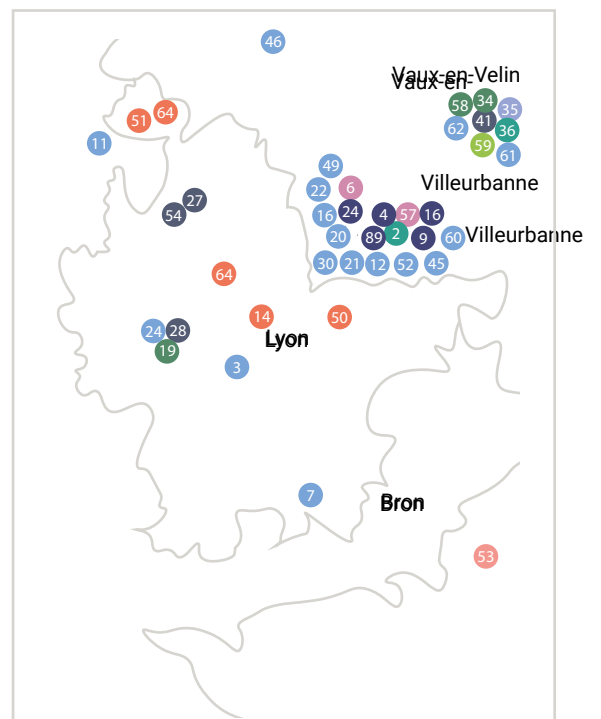 46
Vaux-en-Velin
Vaux-en-
58 34 35
51 64
62 41 36
11
59 61
49
22 6
Villeurbanne
27
54
16 24 4 57 16
20 89 2 9 60 Villeurbanne
30 21 12 52 45
64
14 50
24 28
Lyon
Lyon
19
3
7
Bron
Bron
53